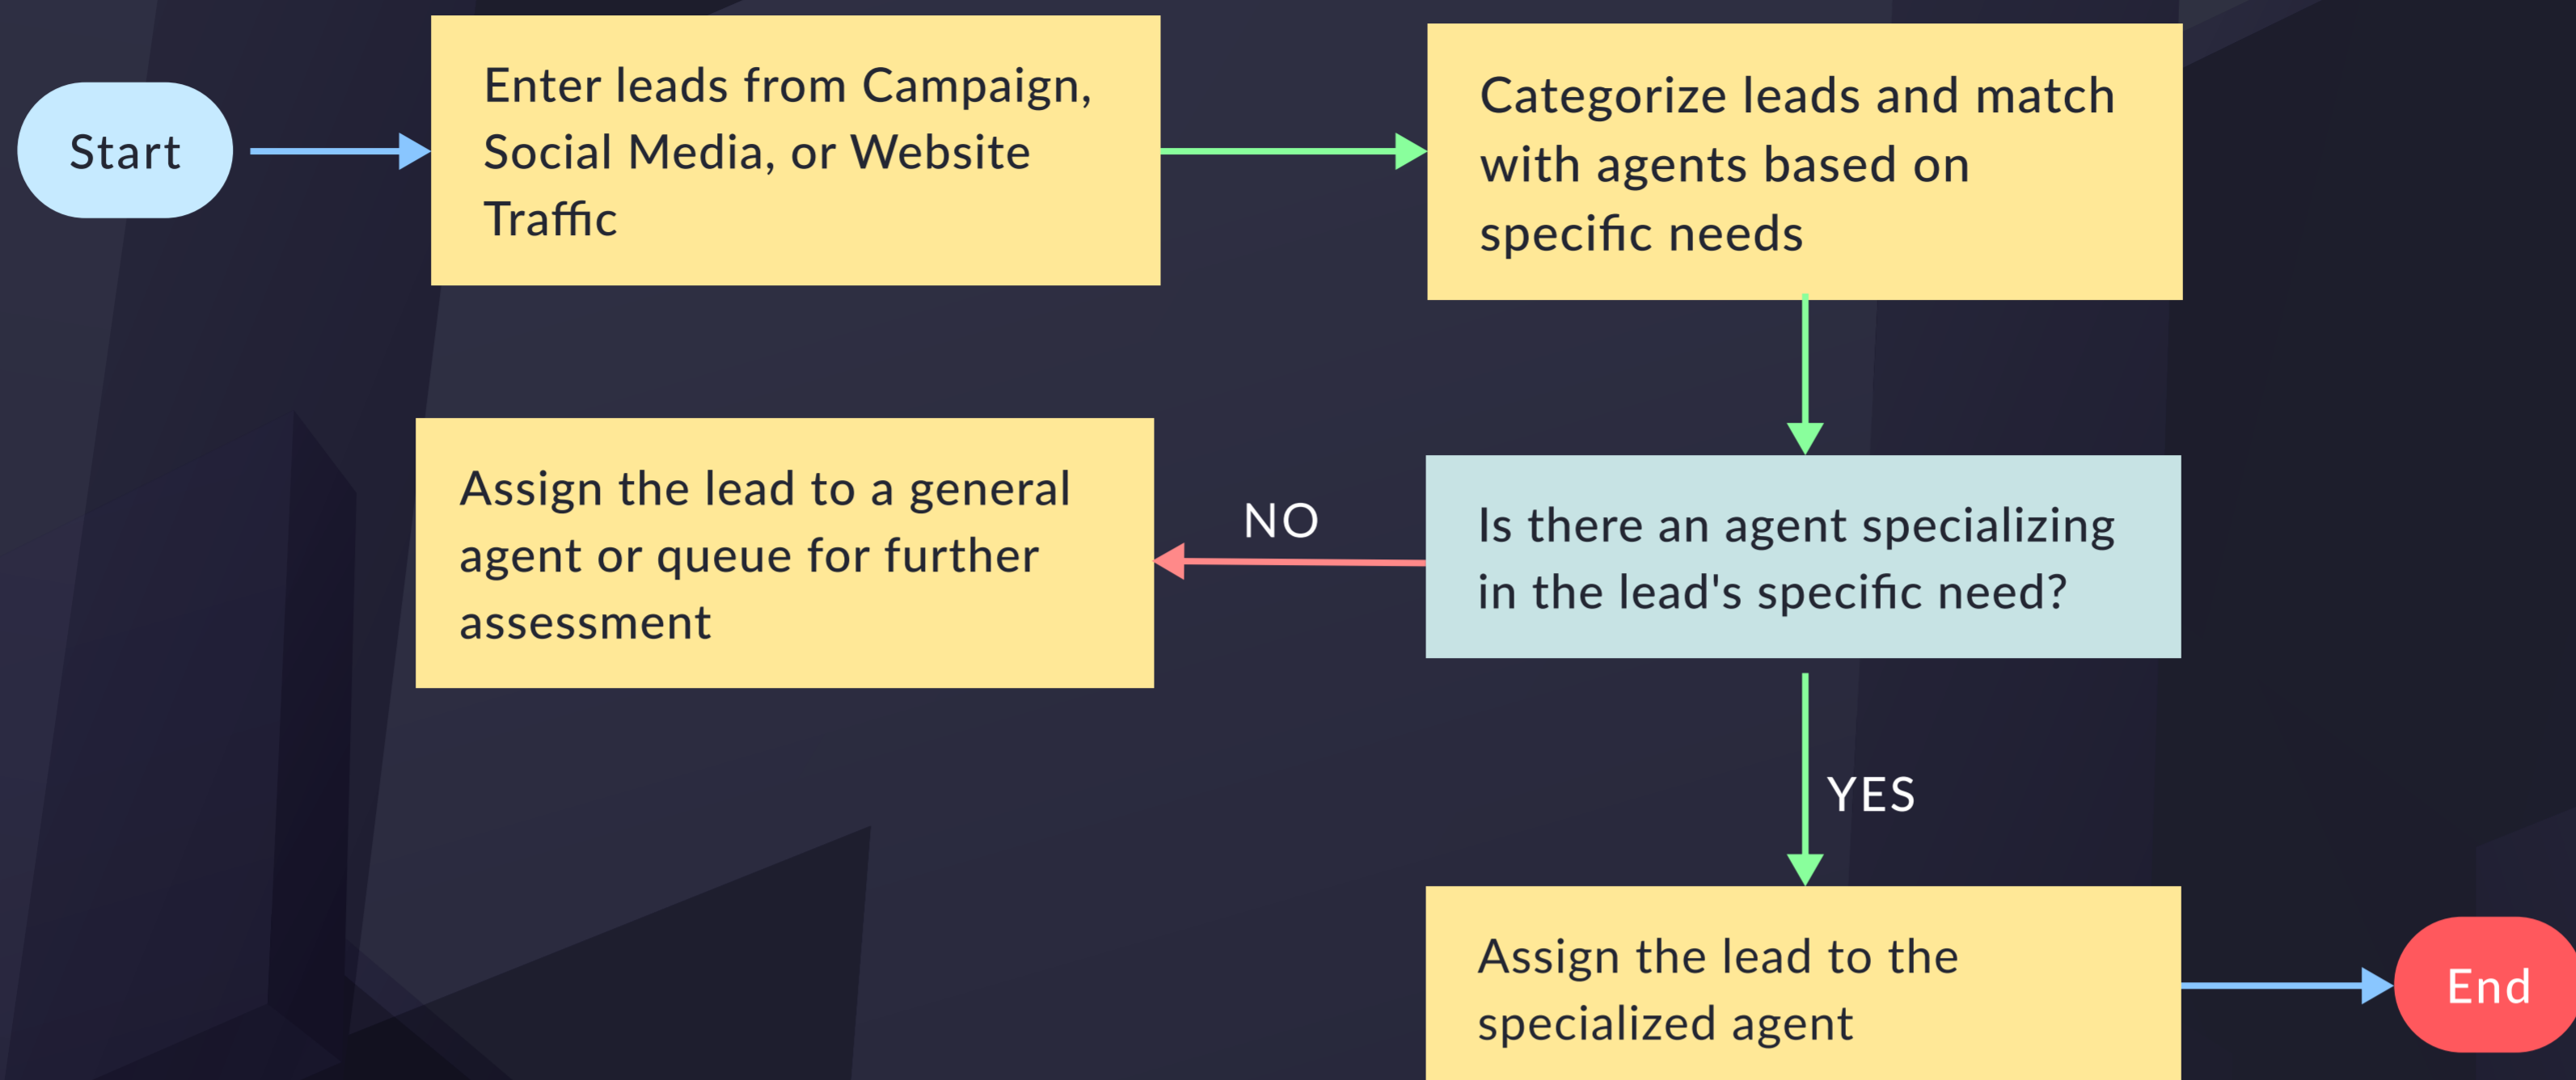 Start
Enter leads from Campaign,
Social Media, or Website
Traffic
Categorize leads and match
with agents based on
specific needs
Assign the lead to a general
agent or queue for further
assessment
NO
Is there an agent specializing
in the lead's specific need?
YES
Assign the lead to the
specialized agent
End